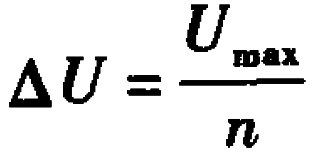 ΔU = U_max / n